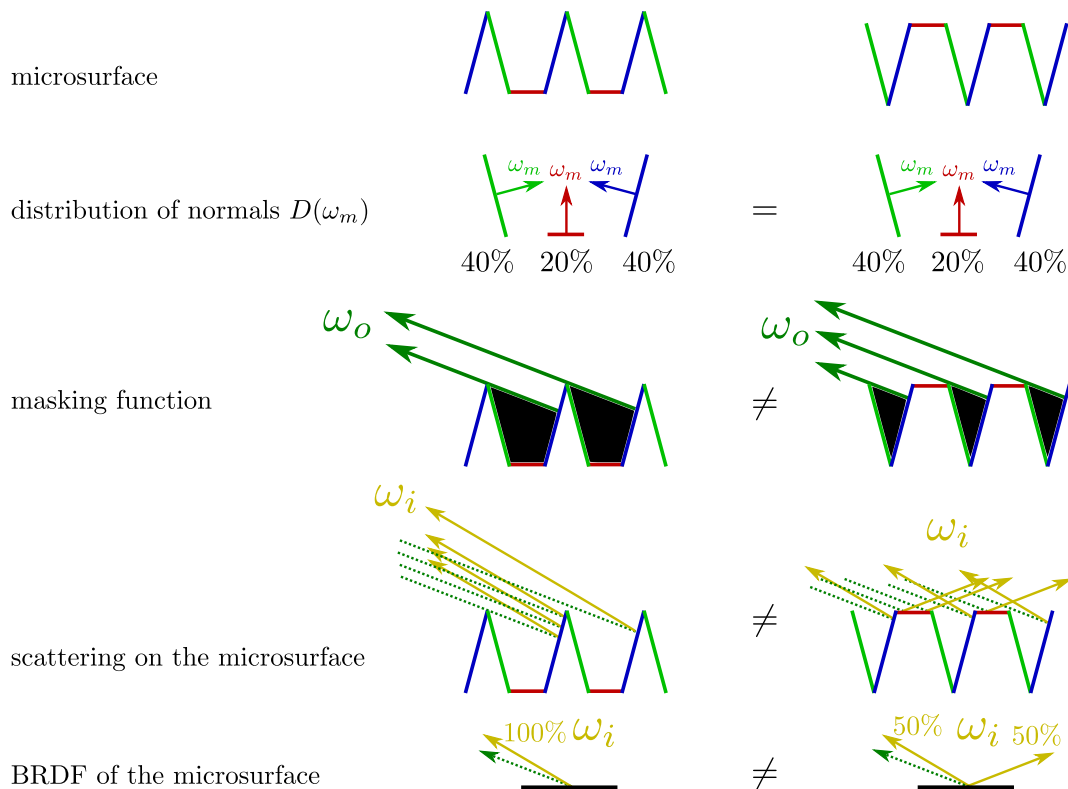 microsurface
ωm ωm ωm ωm ωm ωm
distribution of normals D(ωm) =
40% 20% 40% 40% 20% 40%
ωo ωo
masking function ≠
ωi ωi
≠
scattering on the microsurface
100% ωi 50% ωi 50%
BRDF of the microsurface ≠